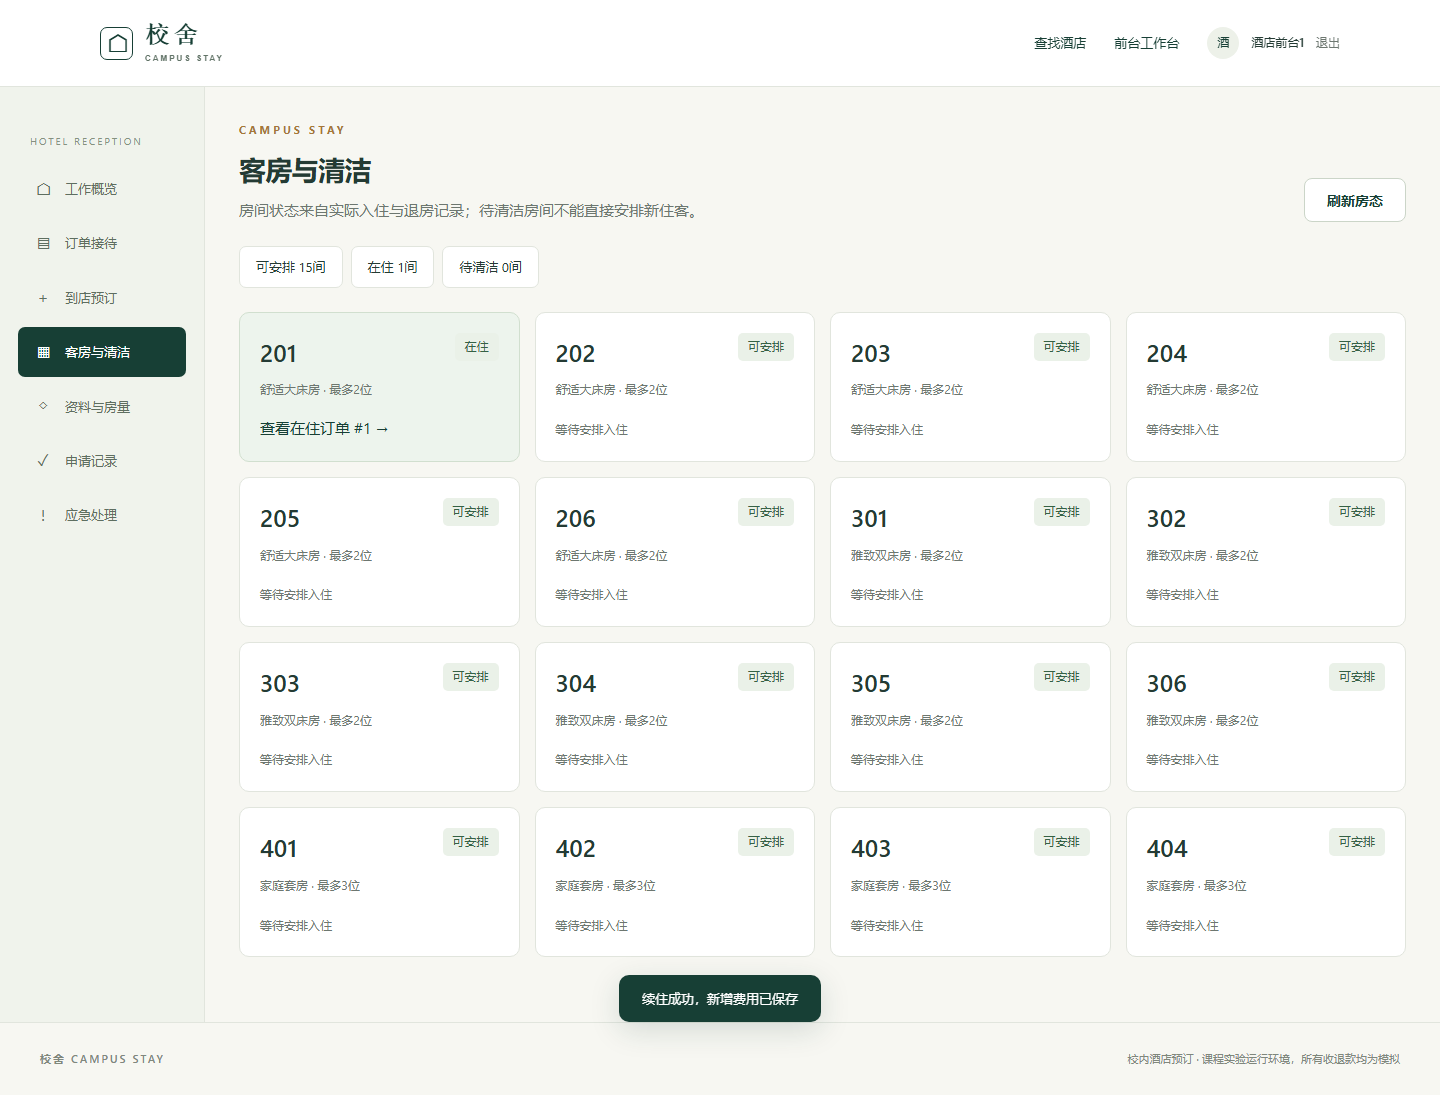 校舍
CAMPUS STAY
查找酒店
前台工作台
酒
酒店前台1
退出
HOTEL RECEPTION
工作概览
订单接待
到店预订
客房与清洁
资料与房量
申请记录
应急处理
CAMPUS STAY
客房与清洁
房间状态来自实际入住与退房记录；待清洁房间不能直接安排新住客。
刷新房态
可安排 15间
在住 1间
待清洁 0间
201
在住
舒适大床房 · 最多2位
查看在住订单 #1 →
202
可安排
舒适大床房 · 最多2位
等待安排入住
203
可安排
舒适大床房 · 最多2位
等待安排入住
204
可安排
舒适大床房 · 最多2位
等待安排入住
205
可安排
舒适大床房 · 最多2位
等待安排入住
206
可安排
舒适大床房 · 最多2位
等待安排入住
301
可安排
雅致双床房 · 最多2位
等待安排入住
302
可安排
雅致双床房 · 最多2位
等待安排入住
303
可安排
雅致双床房 · 最多2位
等待安排入住
304
可安排
雅致双床房 · 最多2位
等待安排入住
305
可安排
雅致双床房 · 最多2位
等待安排入住
306
可安排
雅致双床房 · 最多2位
等待安排入住
401
可安排
家庭套房 · 最多3位
等待安排入住
402
可安排
家庭套房 · 最多3位
等待安排入住
403
可安排
家庭套房 · 最多3位
等待安排入住
404
可安排
家庭套房 · 最多3位
等待安排入住
续住成功，新增费用已保存
校舍 CAMPUS STAY
校内酒店预订 · 课程实验运行环境，所有收退款均为模拟